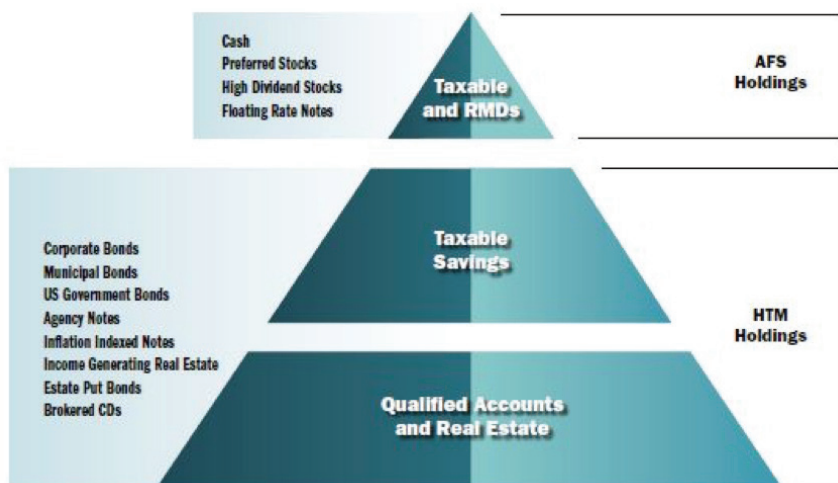 Cash
Preferred Stocks
High Dividend Stocks
Floating Rate Notes
Taxable
and RMDs
AFS
Holdings
Corporate Bonds
Municipal Bonds
US Government Bonds
Agency Notes
Inflation Indexed Notes
Income Generating Real Estate
Estate Put Bonds
Brokered CDs
Taxable
Savings
HTM
Holdings
Qualified Accounts
and Real Estate